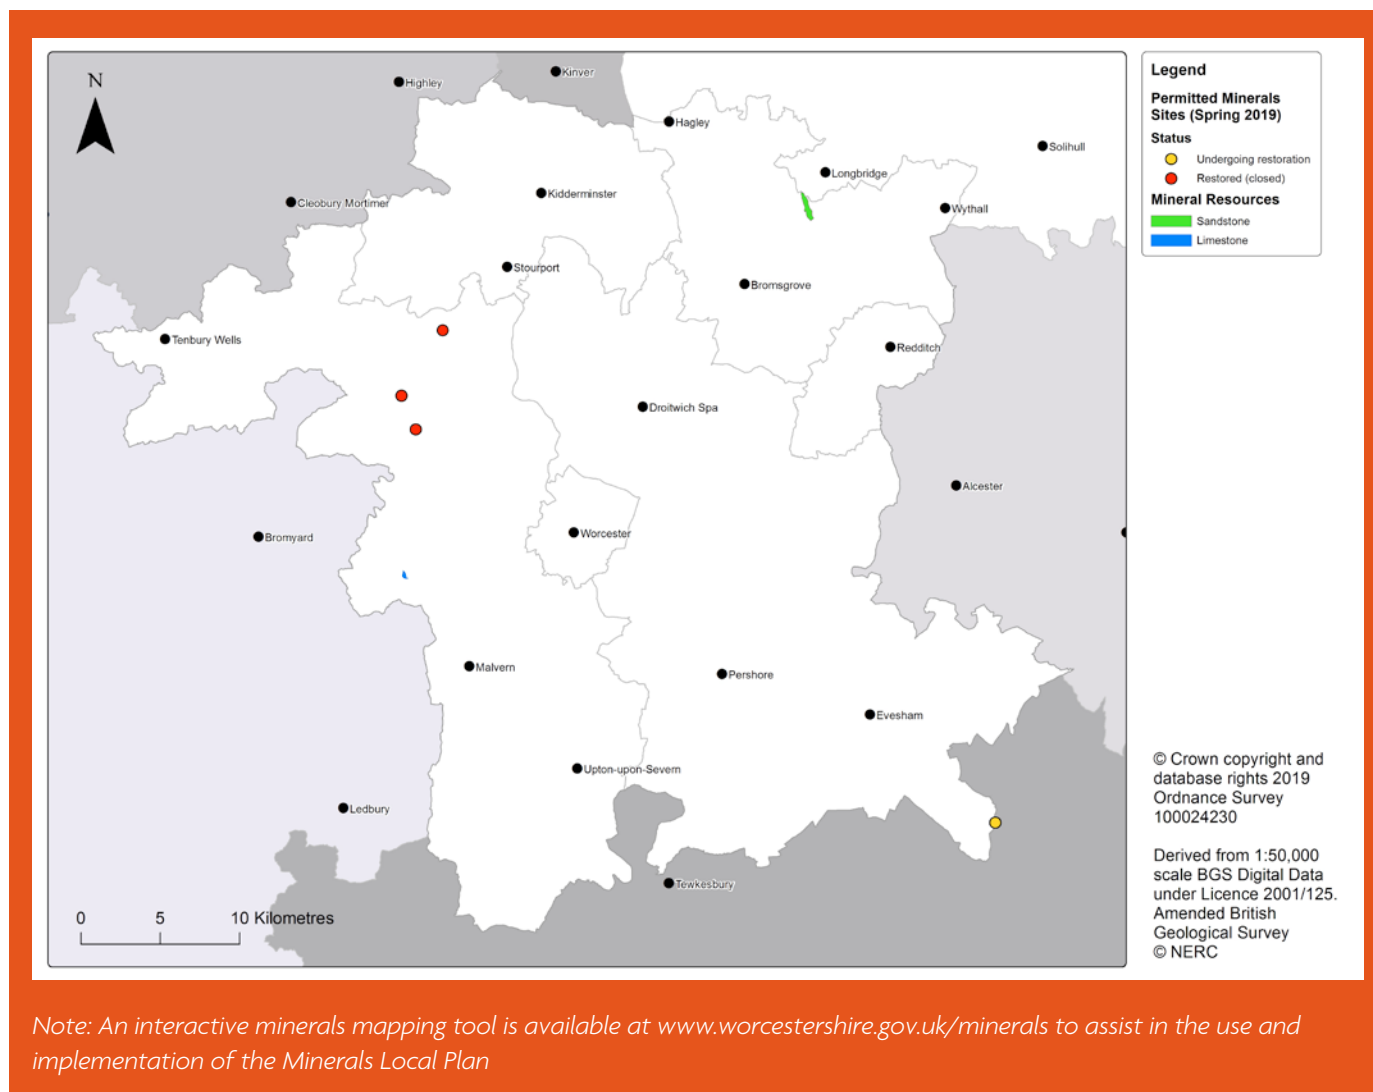 N
Highley
Kinver
Hagley
Solihull
Longbridge
Kidderminster
Cleobury Mortimer
Wythall
Stourport
Bromsgrove
Tenbury Wells
Redditch
Droitwich Spa
Alcester
Worcester
Bromyard
Malvern
Pershore
Evesham
Upton-upon-Severn
Ledbury
Tewkesbury
0 5 10 Kilometres
Legend
Permitted Minerals
Sites (Spring 2019)
Status
Undergoing restoration
Restored (closed)
Mineral Resources
Sandstone
Limestone
© Crown copyright and
database rights 2019
Ordnance Survey
100024230
Derived from 1:50,000
scale BGS Digital Data
under Licence 2001/125.
Amended British
Geological Survey
© NERC
Note: An interactive minerals mapping tool is available at www.worcestershire.gov.uk/minerals to assist in the use and
implementation of the Minerals Local Plan